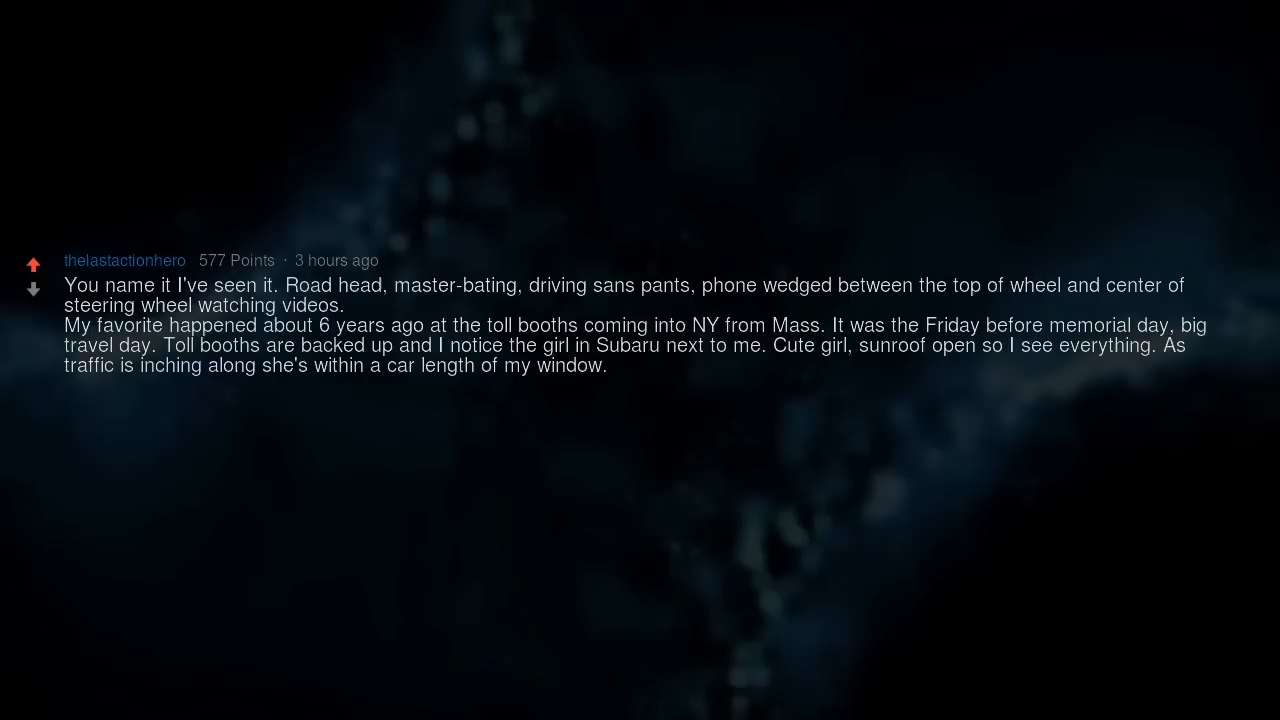 thelastactionhero 577 Points · 3 hours ago
You name it I've seen it. Road head, master-bating, driving sans pants, phone wedged between the top of wheel and center of
steering wheel watching videos.
My favorite happened about 6 years ago at the toll booths coming into NY from Mass. It was the Friday before memorial day, big
travel day. Toll booths are backed up and I notice the girl in Subaru next to me. Cute girl, sunroof open so I see everything. As
traffic is inching along she's within a car length of my window.